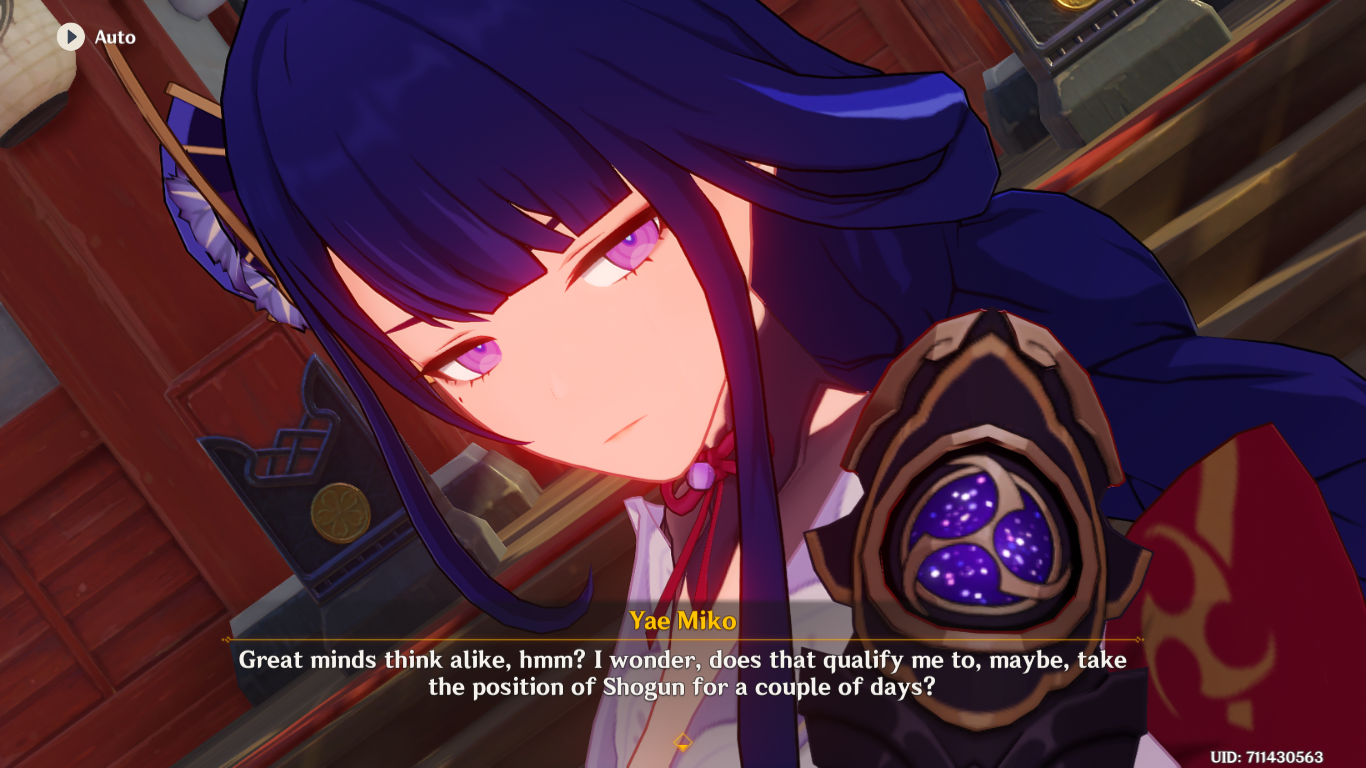 Auto
Yae Miko
Great minds think alike, hmm? I wonder, does that qualify me to, maybe, take
the position of Shogun for a couple of days?
UID: 711430563